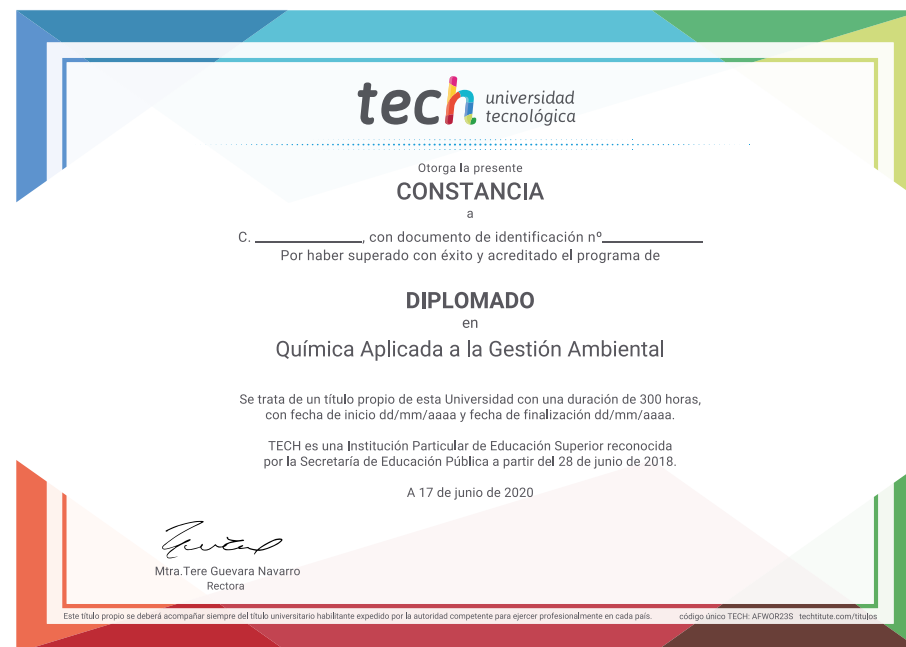 tech universidad
tecnológica
Otorga la presente
CONSTANCIA
a
C. ____________, con documento de identificación nº____________
Por haber superado con éxito y acreditado el programa de
DIPLOMADO
en
Química Aplicada a la Gestión Ambiental
Se trata de un título propio de esta Universidad con una duración de 300 horas,
con fecha de inicio dd/mm/aaaa y fecha de finalización dd/mm/aaaa.
TECH es una Institución Particular de Educación Superior reconocida
por la Secretaría de Educación Pública a partir del 28 de junio de 2018.
A 17 de junio de 2020
Mtra.Tere Guevara Navarro
Rectora
Este título propio se deberá acompañar siempre del título universitario habilitante expedido por la autoridad competente para ejercer profesionalmente en cada país. código único TECH: AFWOR23S techtitute.com/titulos